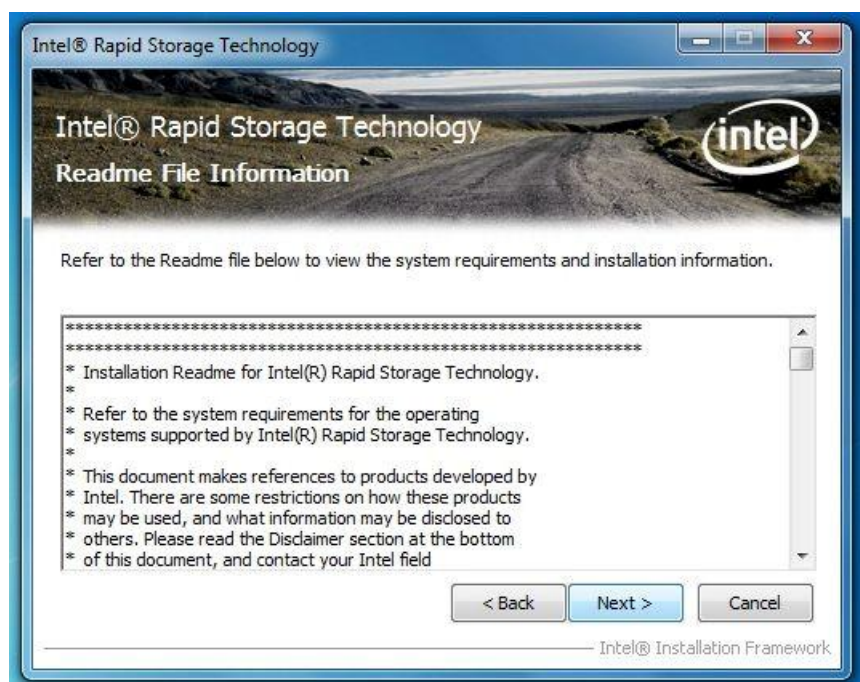 Intel® Rapid Storage Technology
Intel® Rapid Storage Technology
intel
Readme File Information
Refer to the Readme file below to view the system requirements and installation information.
************************************************************
************************************************************
* Installation Readme for Intel(R) Rapid Storage Technology.
*
* Refer to the system requirements for the operating
* systems supported by Intel(R) Rapid Storage Technology.
*
* This document makes references to products developed by
* Intel. There are some restrictions on how these products
* may be used, and what information may be disclosed to
* others. Please read the Disclaimer section at the bottom
* of this document, and contact your Intel field
< Back Next > Cancel
Intel® Installation Framework